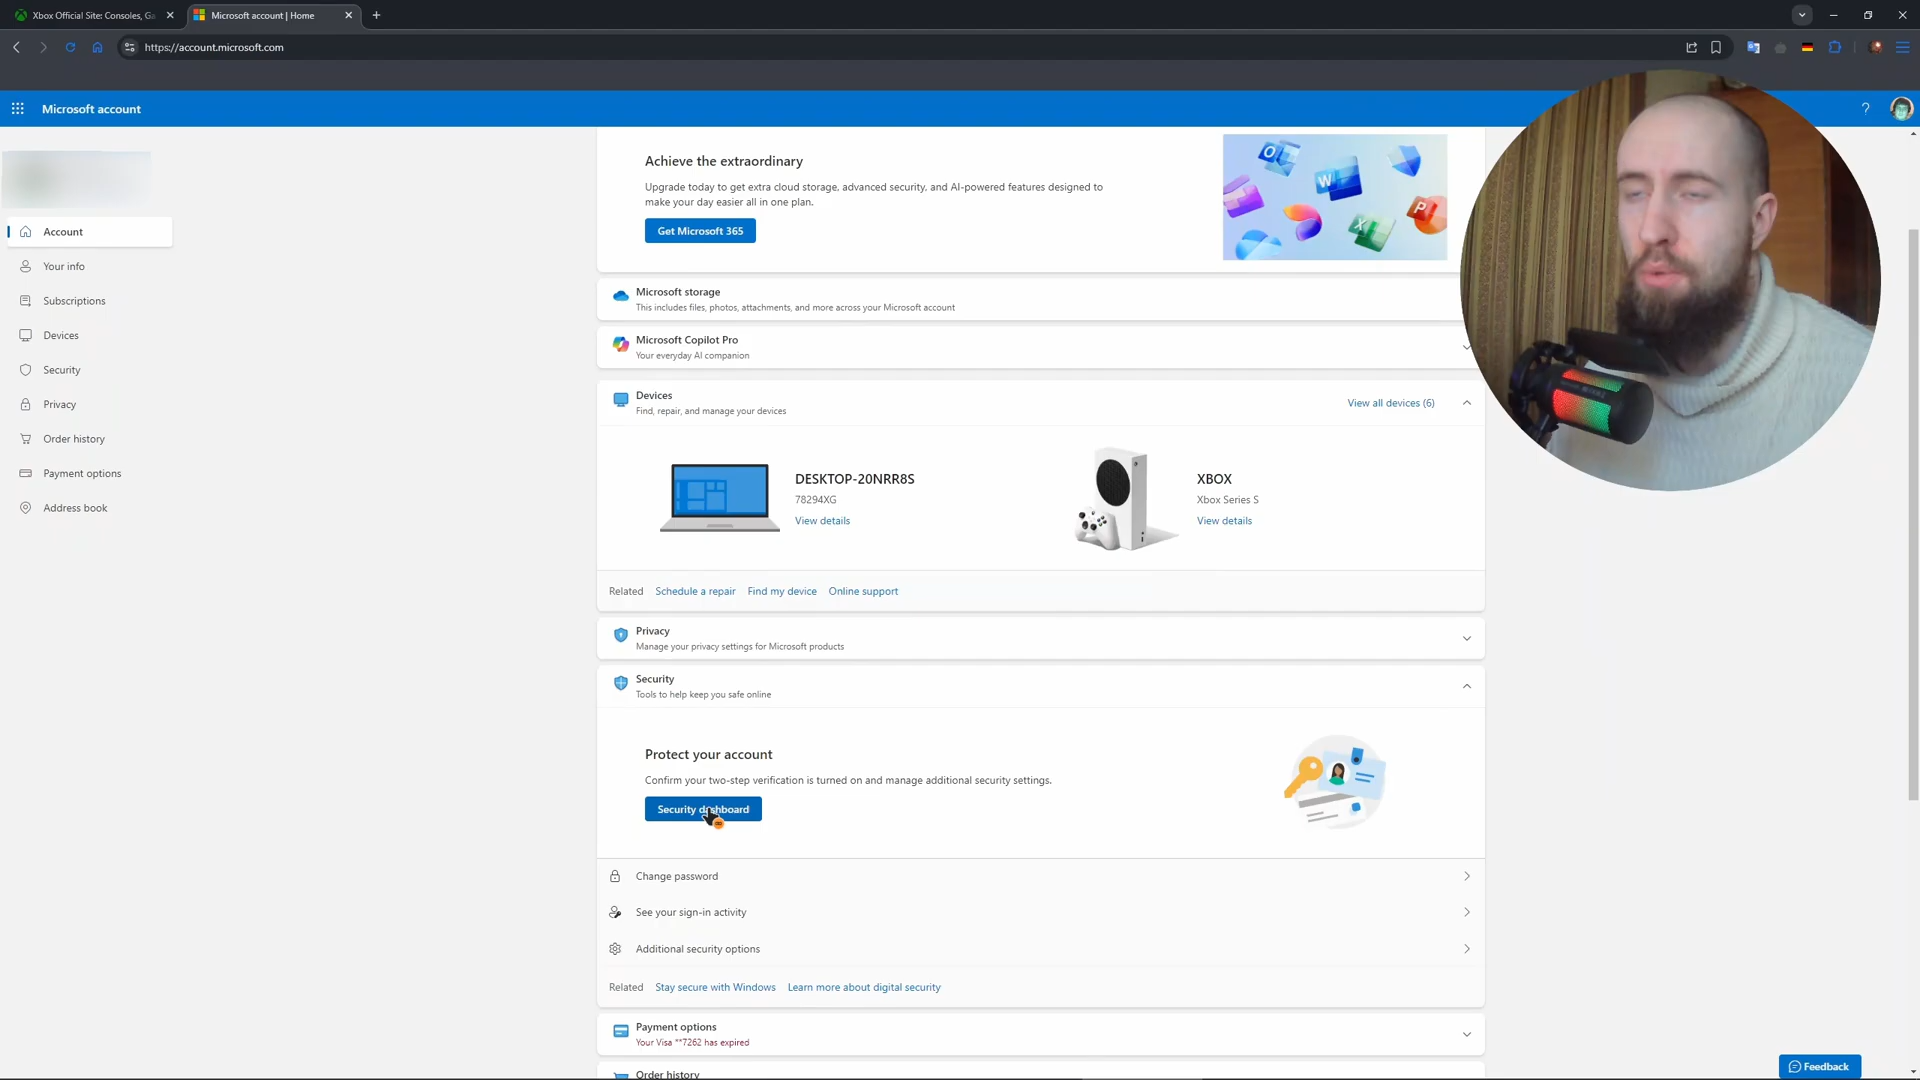 Xbox Official Site: Consoles, Ga
Microsoft account | Home
https://account.microsoft.com
Microsoft account
?
Account
Your info
Subscriptions
Devices
Security
Privacy
Order history
Payment options
Address book
Achieve the extraordinary
Upgrade today to get extra cloud storage, advanced security, and AI-powered features designed to
make your day easier all in one plan.
Get Microsoft 365
Microsoft storage
This includes files, photos, attachments, and more across your Microsoft account
Microsoft Copilot Pro
Your everyday AI companion
Devices
Find, repair, and manage your devices
View all devices (6)
DESKTOP-20NRR8S
78294XG
View details
XBOX
Xbox Series S
View details
Related Schedule a repair Find my device Online support
Privacy
Manage your privacy settings for Microsoft products
Security
Tools to help keep you safe online
Protect your account
Confirm your two-step verification is turned on and manage additional security settings.
Security dashboard
Change password
See your sign-in activity
Additional security options
Related Stay secure with Windows Learn more about digital security
Payment options
Your Visa **7262 has expired
Order history
Feedback